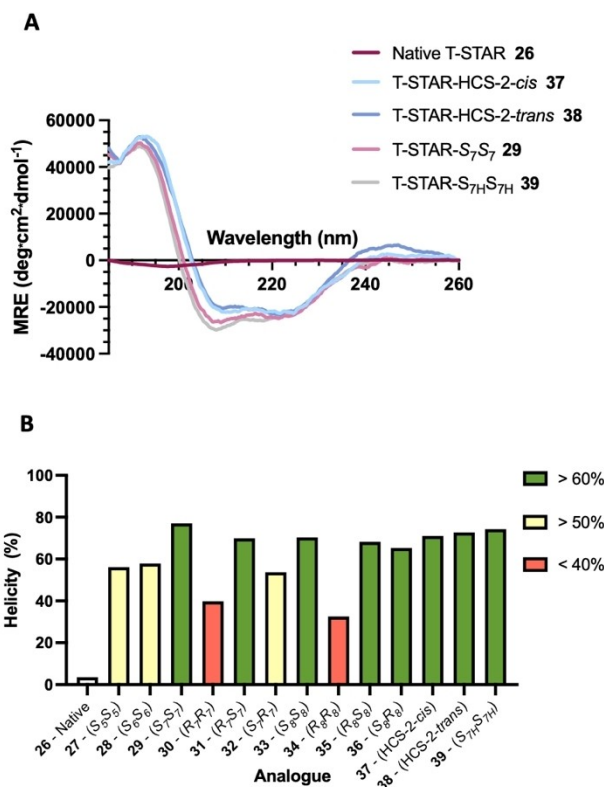 A
Native T-STAR 26
T-STAR-HCS-2-cis 37
T-STAR-HCS-2-trans 38
T-STAR-S₇S₇ 29
T-STAR-S₇HS₇H 39
60000
40000
20000
0
-20000
-40000
MRE (deg·cm²·dmol⁻¹)
Wavelength (nm)
200
220
240
260
B
100
80
60
40
20
0
Helicity (%)
> 60%
> 50%
< 40%
26 - Native
27 - (S₅S₅)
28 - (S₆S₆)
29 - (S₇S₇)
30 - (R₇R₇)
31 - (R₇S₇)
32 - (S₇R₇)
33 - (S₈S₈)
34 - (R₈R₈)
35 - (R₈S₈)
36 - (S₈R₈)
37 - (HCS-2-cis)
38 - (HCS-2-trans)
39 - (S₇HS₇H)
Analogue